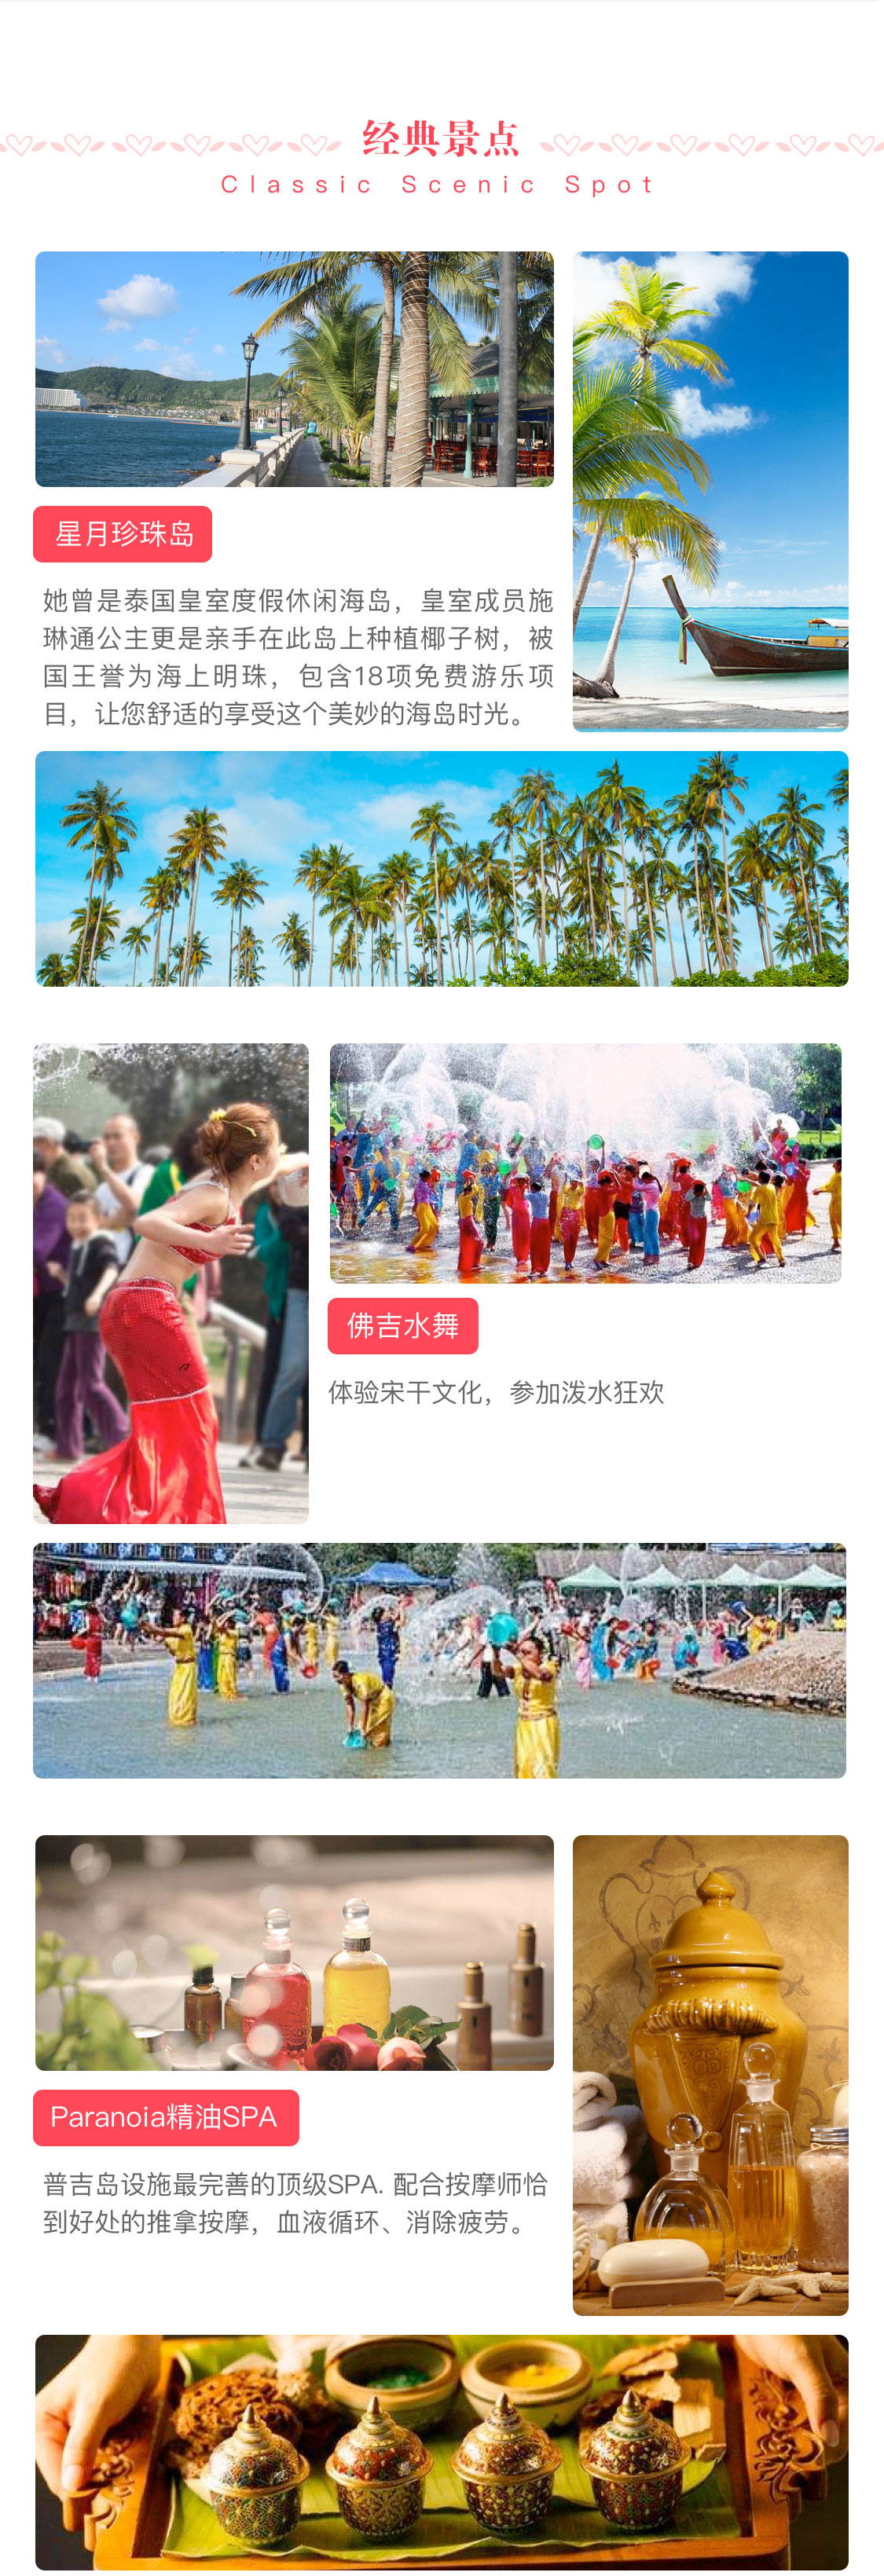 经典景点
Classic Scenic Spot
星月珍珠岛
她曾是泰国皇室度假休闲海岛，皇室成员施
琳通公主更是亲手在此岛上种植椰子树，被
国王誉为海上明珠，包含18项免费游乐项
目，让您舒适的享受这个美妙的海岛时光。
佛吉水舞
体验宋干文化，参加泼水狂欢
Paranoia精油SPA
普吉岛设施最完善的顶级SPA. 配合按摩师恰
到好处的推拿按摩，血液循环、消除疲劳。